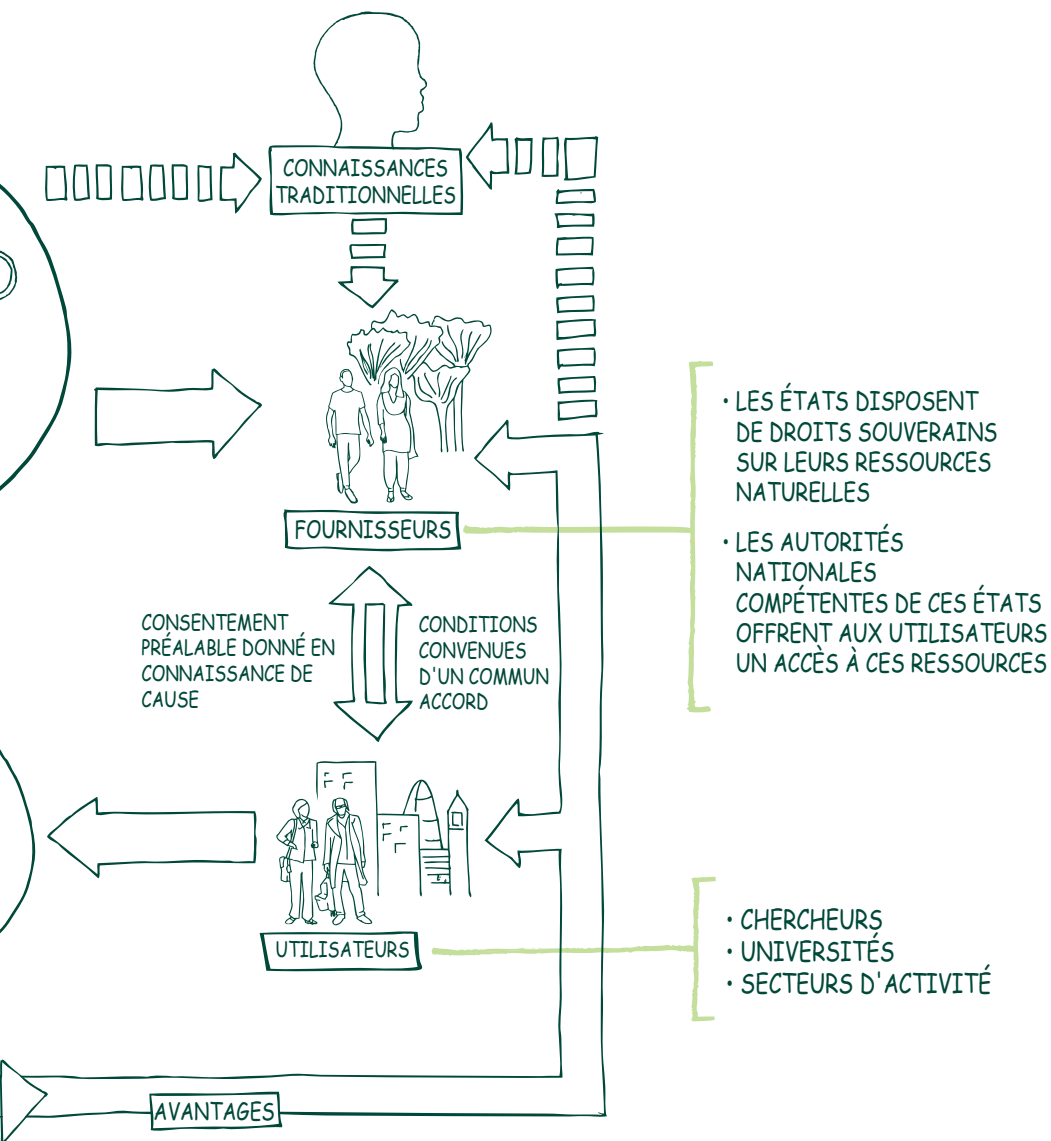 CONNAISSANCES
TRADITIONNELLES
• LES ÉTATS DISPOSENT
DE DROITS SOUVERAINS
SUR LEURS RESSOURCES
NATURELLES
• LES AUTORITÉS
NATIONALES
COMPÉTENTES DE CES ÉTATS
OFFRENT AUX UTILISATEURS
UN ACCÈS À CES RESSOURCES
FOURNISSEURS
CONSENTEMENT
PRÉALABLE DONNÉ EN
CONNAISSANCE DE
CAUSE
CONDITIONS
CONVENUES
D'UN COMMUN
ACCORD
UTILISATEURS
• CHERCHEURS
• UNIVERSITÉS
• SECTEURS D'ACTIVITÉ
AVANTAGES